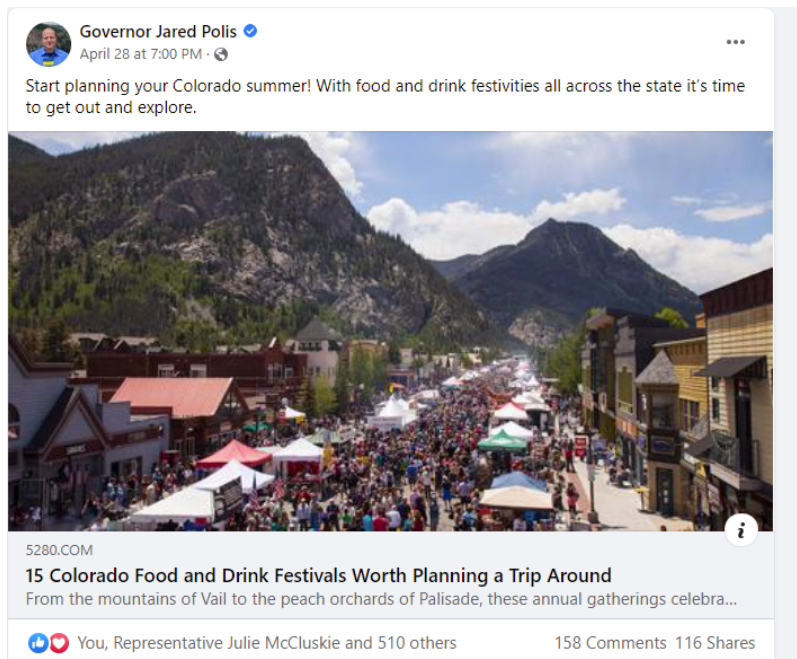 Governor Jared Polis
April 28 at 7:00 PM ·
Start planning your Colorado summer! With food and drink festivities all across the state it's time
to get out and explore.
5280.COM
15 Colorado Food and Drink Festivals Worth Planning a Trip Around
From the mountains of Vail to the peach orchards of Palisade, these annual gatherings celebra...
You, Representative Julie McCluskie and 510 others
158 Comments 116 Shares